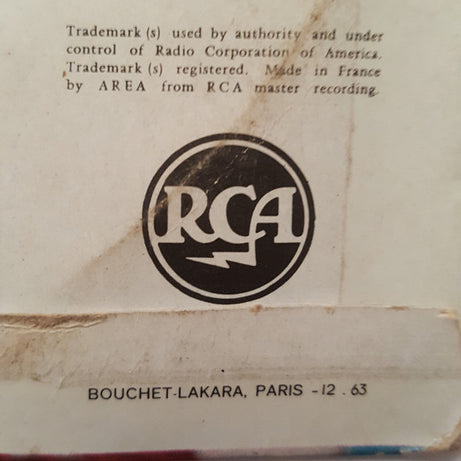 Trademark (s) used by authority and under
control of Radio Corporation of America.
Trademark (s) registered. Made in France
by AREA from RCA master recording.
RCA
BOUCHET-LAKARA, PARIS - 12 . 63